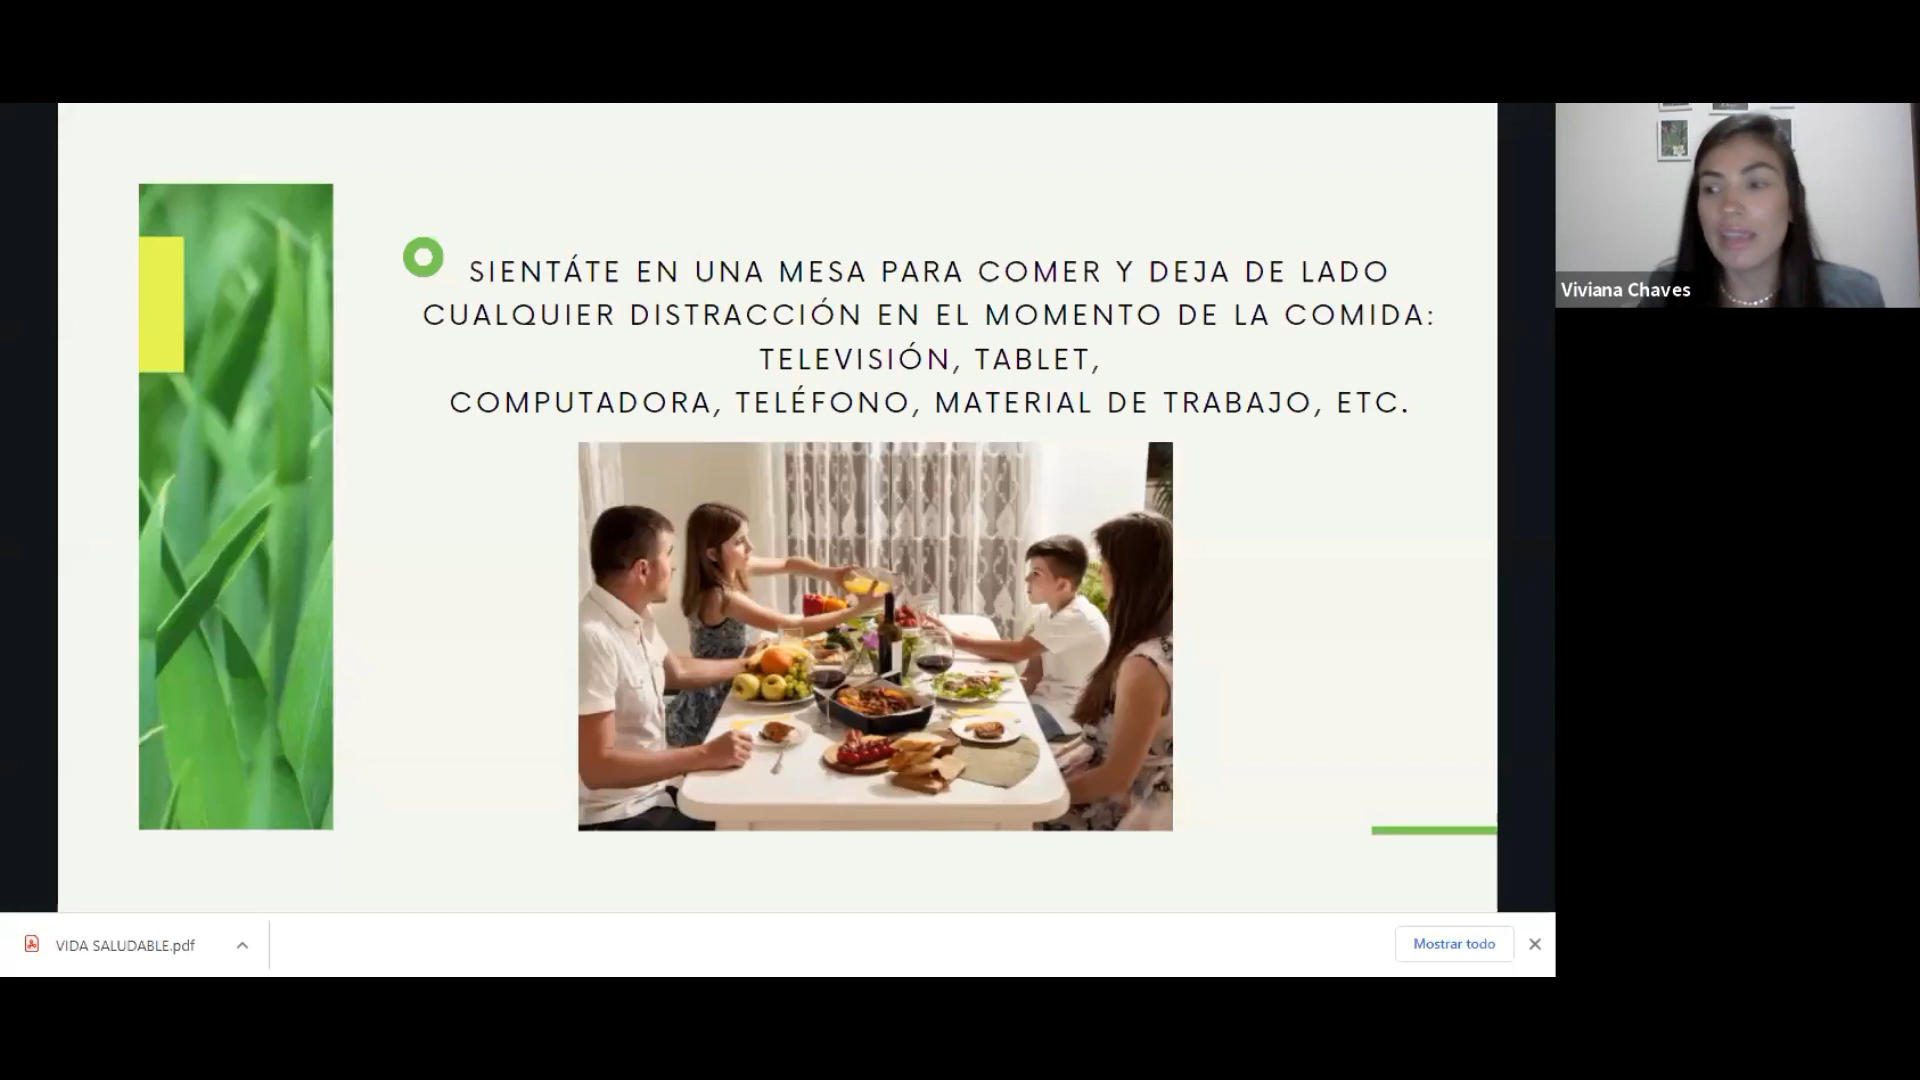 SIENTÁTE EN UNA MESA PARA COMER Y DEJA DE LADO
CUALQUIER DISTRACCIÓN EN EL MOMENTO DE LA COMIDA:
TELEVISIÓN, TABLET,
COMPUTADORA, TELÉFONO, MATERIAL DE TRABAJO, ETC.
Viviana Chaves
VIDA SALUDABLE.pdf
Mostrar todo